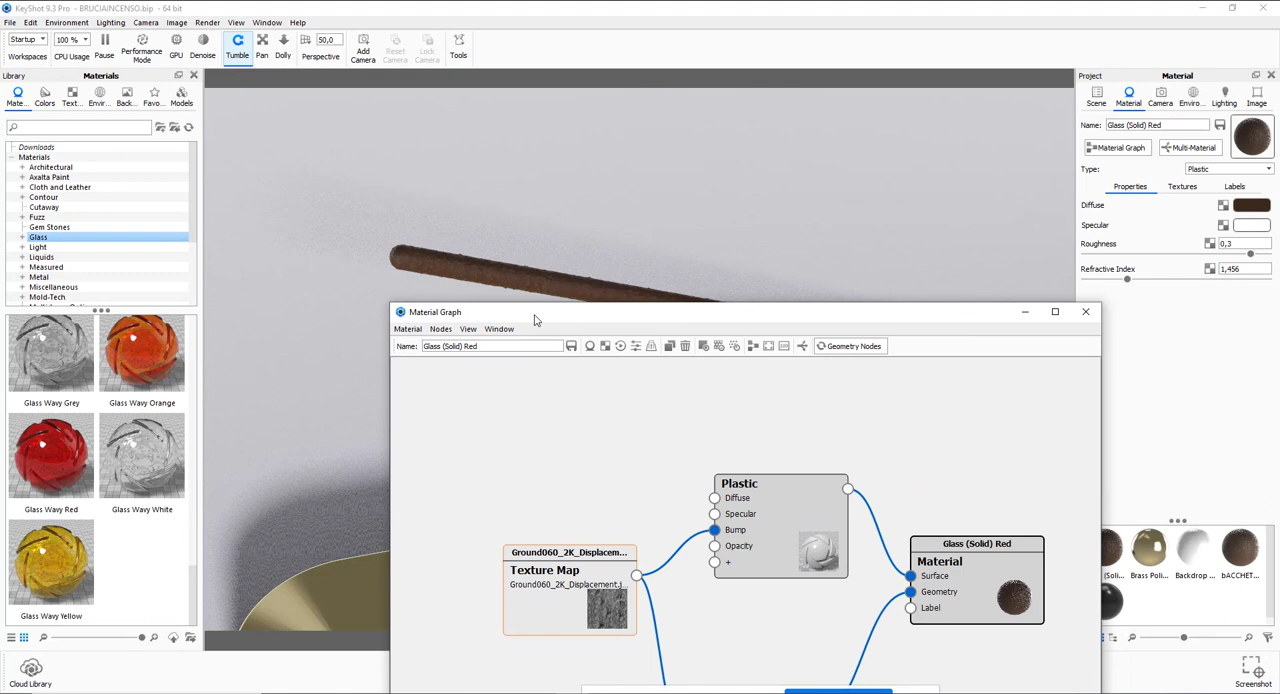 KeyShot 9.3 Pro - BRUCIAINCENSO.bip - 64 bit
File Edit Environment Lighting Camera Image Render View Window Help
Startup 100 % 50,0
Workspaces CPU Usage Pause Performance Mode GPU Denoise Tumble Pan Dolly Perspective Add Camera Reset Camera Lock Camera Tools
Library Materials
Mate... Colors Text... Envir... Back... Favo... Models
Downloads
Materials
Architectural
Axalta Paint
Cloth and Leather
Contour
Cutaway
Fuzz
Gem Stones
Glass
Light
Liquids
Measured
Metal
Miscellaneous
Mold-Tech
Glass Wavy Grey Glass Wavy Orange
Glass Wavy Red Glass Wavy White
Glass Wavy Yellow
Cloud Library
Material Graph
Material Nodes View Window
Name: Glass (Solid) Red Geometry Nodes
Plastic
Diffuse
Specular
Bump
Opacity
+
Ground060_2K_Displacem...
Texture Map
Ground060_2K_Displacement.j...
Glass (Solid) Red
Material
Surface
Geometry
Label
Project Material
Scene Material Camera Enviro... Lighting Image
Name: Glass (Solid) Red
Material Graph Multi-Material
Type: Plastic
Properties Textures Labels
Diffuse
Specular
Roughness 0,3
Refractive Index 1,456
(Soli... Brass Poli... Backdrop ... bACCHET...
Screenshot